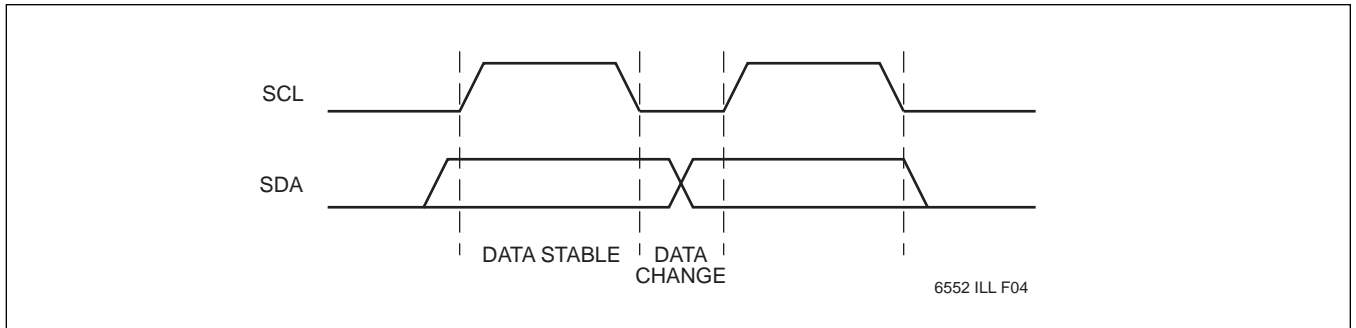 SCL
SDA
DATA STABLE
DATA
CHANGE
6552 ILL F04